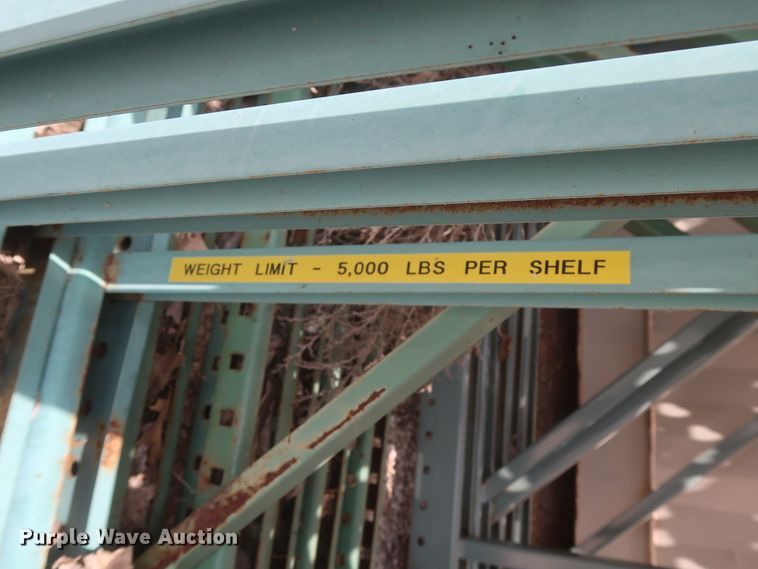 WEIGHT LIMIT - 5,000 LBS PER SHELF
Purple Wave Auction